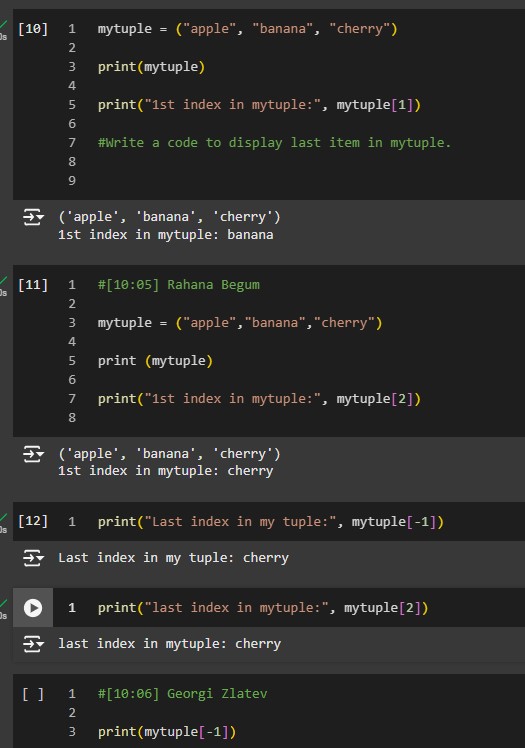 [10] 1 mytuple = ("apple", "banana", "cherry")
2
3 print(mytuple)
4
5 print("1st index in mytuple:", mytuple[1])
6
7 #Write a code to display last item in mytuple.
8
9
0s
('apple', 'banana', 'cherry')
1st index in mytuple: banana
[11] 1 #[10:05] Rahana Begum
0s
2
3 mytuple = ("apple","banana","cherry")
4
5 print (mytuple)
6
7 print("1st index in mytuple:", mytuple[2])
8
('apple', 'banana', 'cherry')
1st index in mytuple: cherry
[12] 1 print("Last index in my tuple:", mytuple[-1])
0s
Last index in my tuple: cherry
1 print("last index in mytuple:", mytuple[2])
0s
last index in mytuple: cherry
[ ] 1 #[10:06] Georgi Zlatev
2
3 print(mytuple[-1])